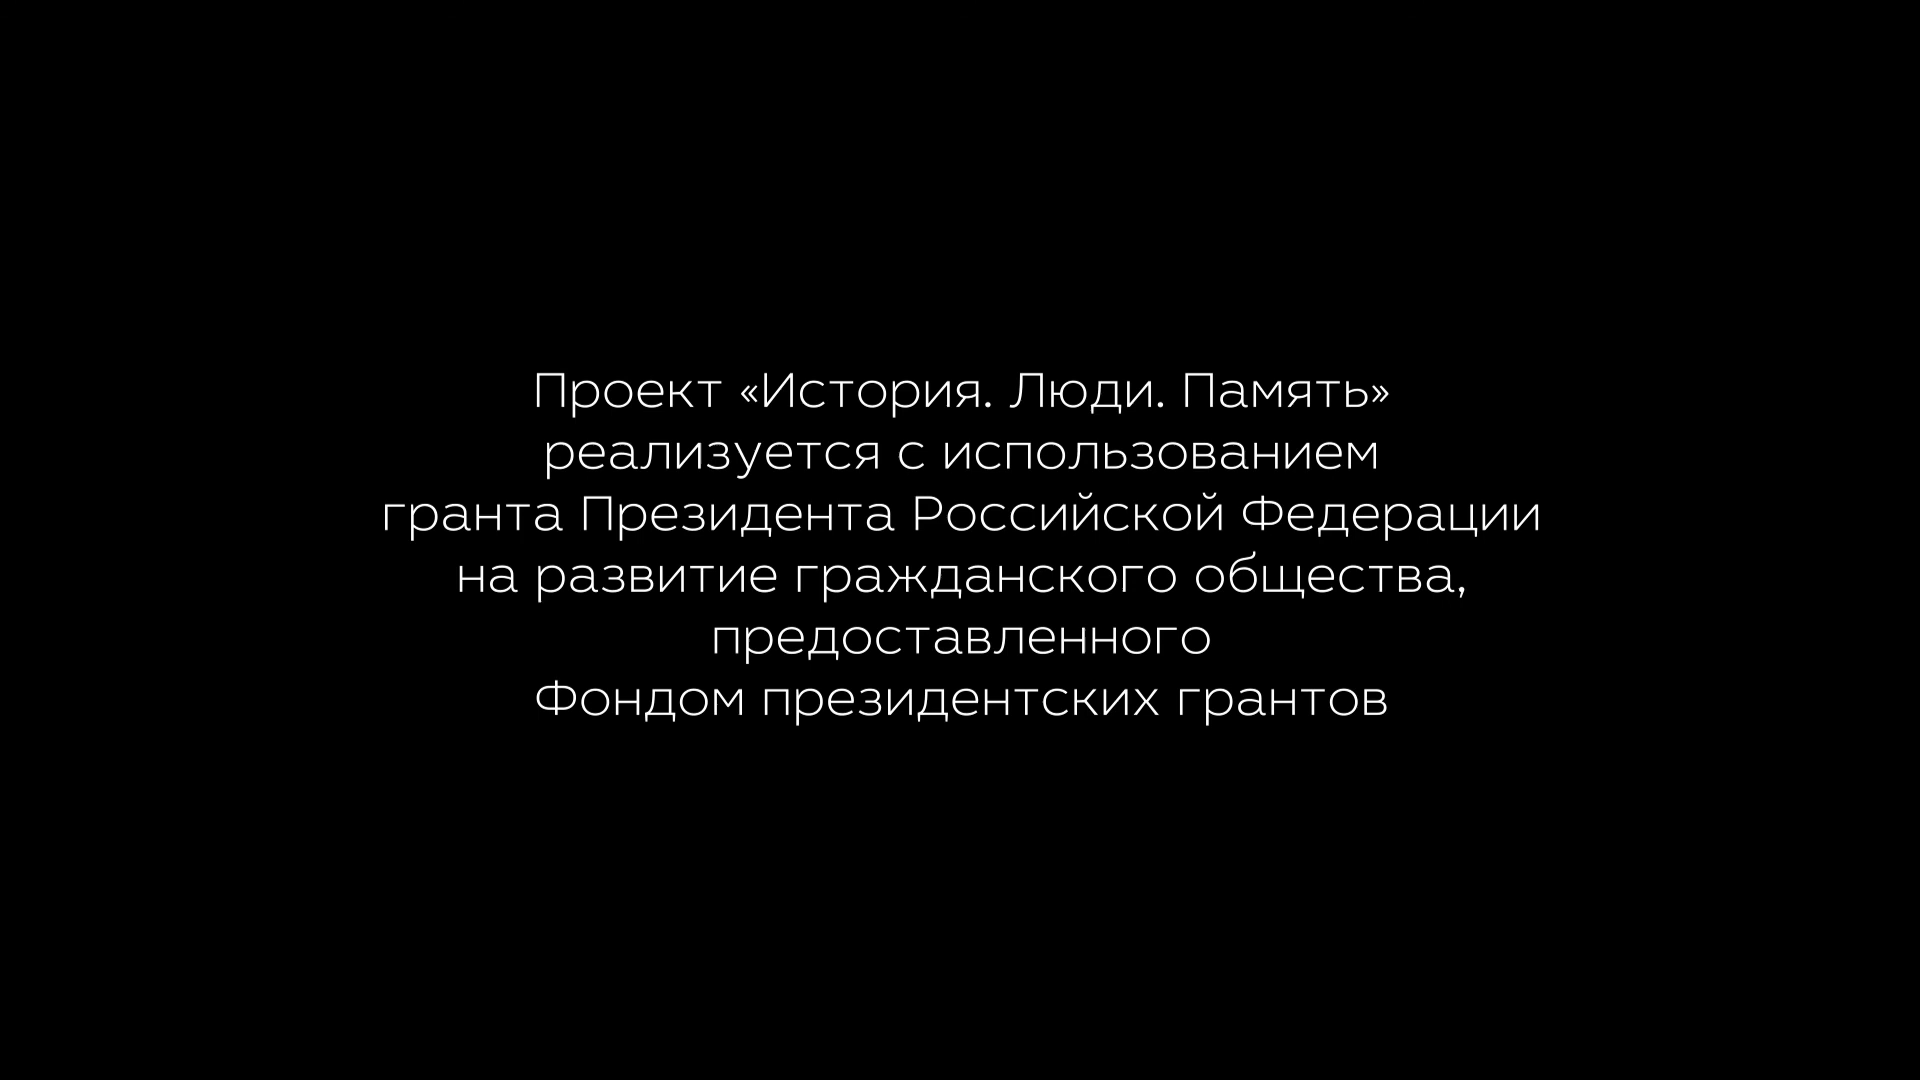 Проект «История. Люди. Память»
реализуется с использованием
гранта Президента Российской Федерации
на развитие гражданского общества,
предоставленного
Фондом президентских грантов